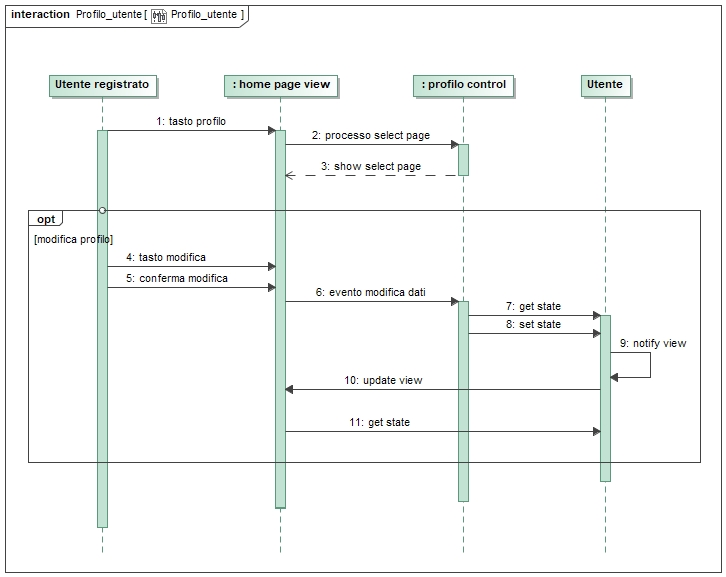 interaction Profilo_utente [ Profilo_utente ]
Utente registrato
: home page view
: profilo control
Utente
1: tasto profilo
2: processo select page
3: show select page
opt
[modifica profilo]
4: tasto modifica
5: conferma modifica
6: evento modifica dati
7: get state
8: set state
9: notify view
10: update view
11: get state